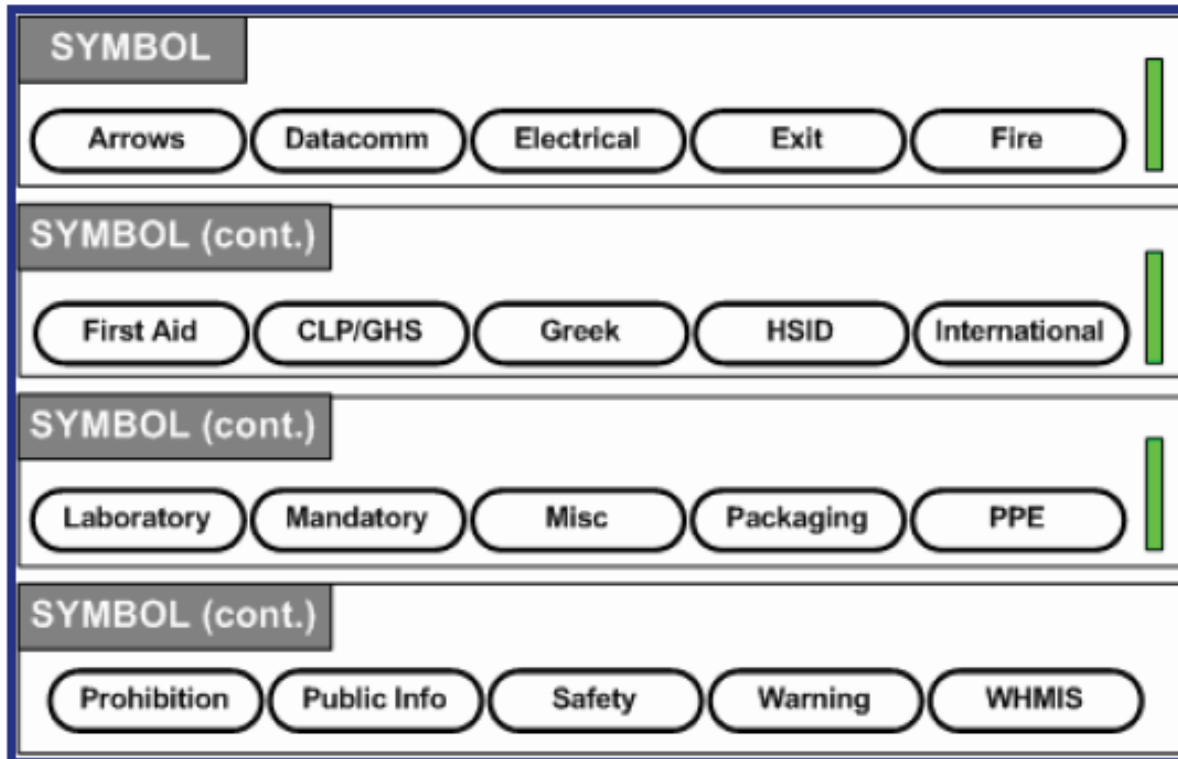 SYMBOL
Arrows Datacomm Electrical Exit Fire
SYMBOL (cont.)
First Aid CLP/GHS Greek HSID International
SYMBOL (cont.)
Laboratory Mandatory Misc Packaging PPE
SYMBOL (cont.)
Prohibition Public Info Safety Warning WHMIS